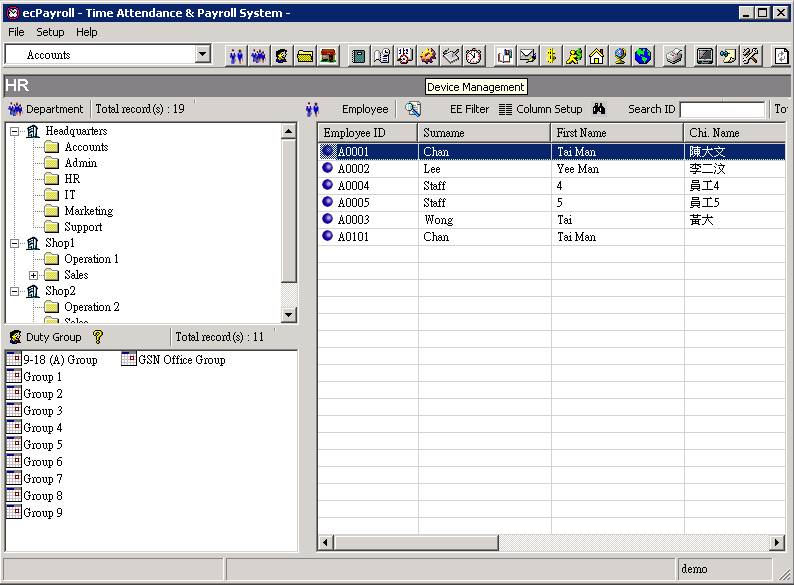 ecPayroll - Time Attendance & Payroll System -
File Setup Help
Accounts
HR
Device Management
Department Total record(s) : 19 Employee EE Filter Column Setup Search ID To
Headquarters
Accounts
Admin
HR
IT
Marketing
Support
Shop1
Operation 1
Sales
Shop2
Operation 2
Sales
Duty Group Total record(s) : 11
9-18 (A) Group GSN Office Group
Group 1
Group 2
Group 3
Group 4
Group 5
Group 6
Group 7
Group 8
Group 9
Employee ID Surname First Name Chi. Name
A0001 Chan Tai Man 陳大文
A0002 Lee Yee Man 李二汶
A0004 Staff 4 員工4
A0005 Staff 5 員工5
A0003 Wong Tai 黃大
A0101 Chan Tai Man
demo